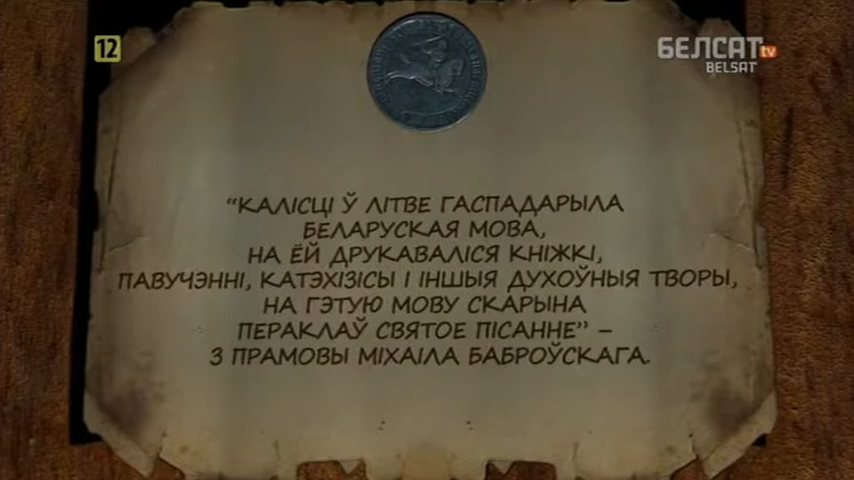 12
БЕЛСАТ tv
BELSAT
“КАЛІСЦІ Ў ЛІТВЕ ГАСПАДАРЫЛА
БЕЛАРУСКАЯ МОВА,
НА ЁЙ ДРУКАВАЛІСЯ КНІЖКІ,
ПАВУЧЭННІ, КАТЭХІЗІСЫ І ІНШЫЯ ДУХОЎНЫЯ ТВОРЫ,
НА ГЭТУЮ МОВУ СКАРЫНА
ПЕРАКЛАЎ СВЯТОЕ ПІСАННЕ” –
З ПРАМОВЫ МІХАІЛА БАБРОЎСКАГА.